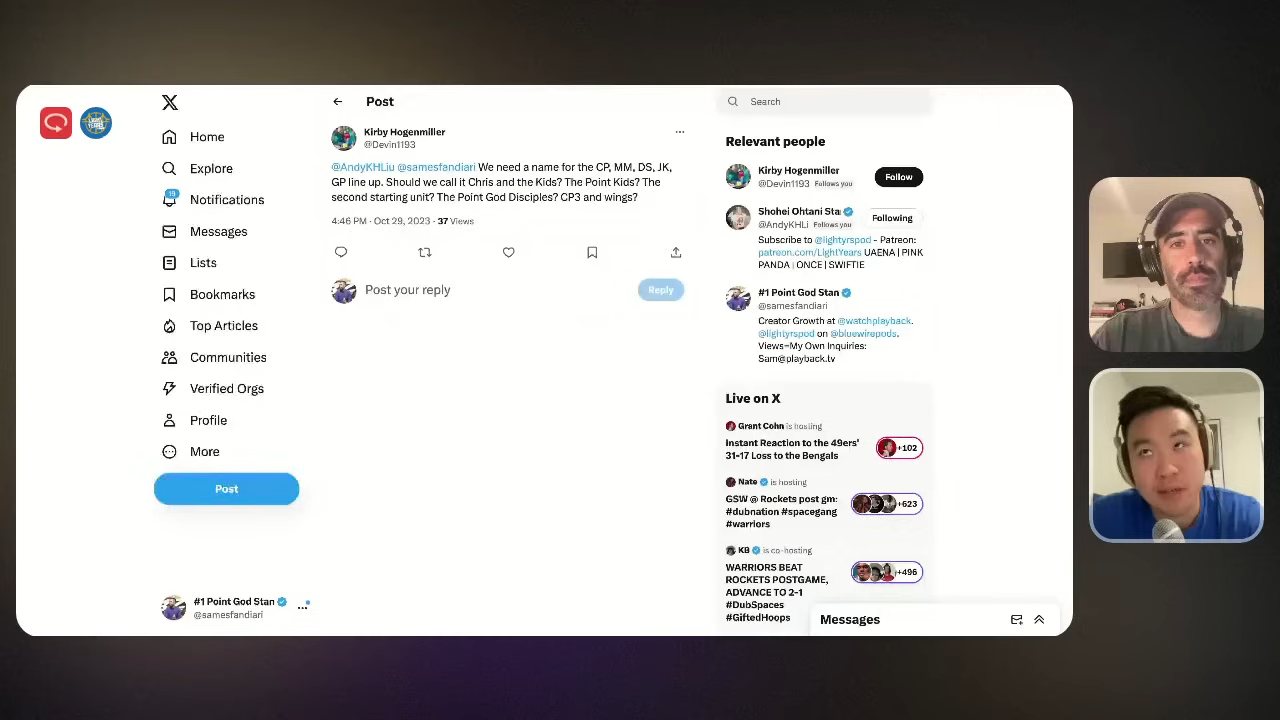 Home
Explore
19
Notifications
Messages
Lists
Bookmarks
Top Articles
Communities
Verified Orgs
Profile
More
Post
#1 Point God Stan
@samesfandiari
Post
Kirby Hogenmiller
@Devin1193
@AndyKHLiu @samesfandiari We need a name for the CP, MM, DS, JK,
GP line up. Should we call it Chris and the Kids? The Point Kids? The
second starting unit? The Point God Disciples? CP3 and wings?
4:46 PM · Oct 29, 2023 · 37 Views
Post your reply
Reply
Search
Relevant people
Kirby Hogenmiller
@Devin1193 Follows you
Follow
Shohei Ohtani Sta
@AndyKHLi Follows you
Following
Subscribe to @lightyrspod - Patreon:
patreon.com/LightYears UAENA | PINK
PANDA | ONCE | SWIFTIE
#1 Point God Stan
@samesfandiari
Creator Growth at @watchplayback.
@lightyrspod on @bluewirepods.
Views=My Own Inquiries:
Sam@playback.tv
Live on X
Grant Cohn is hosting
Instant Reaction to the 49ers'
31-17 Loss to the Bengals
+102
Nate is hosting
GSW @ Rockets post gm:
#dubnation #spacegang
#warriors
+623
KB is co-hosting
WARRIORS BEAT
ROCKETS POSTGAME,
ADVANCE TO 2-1
#DubSpaces
#GiftedHoops
+496
Messages